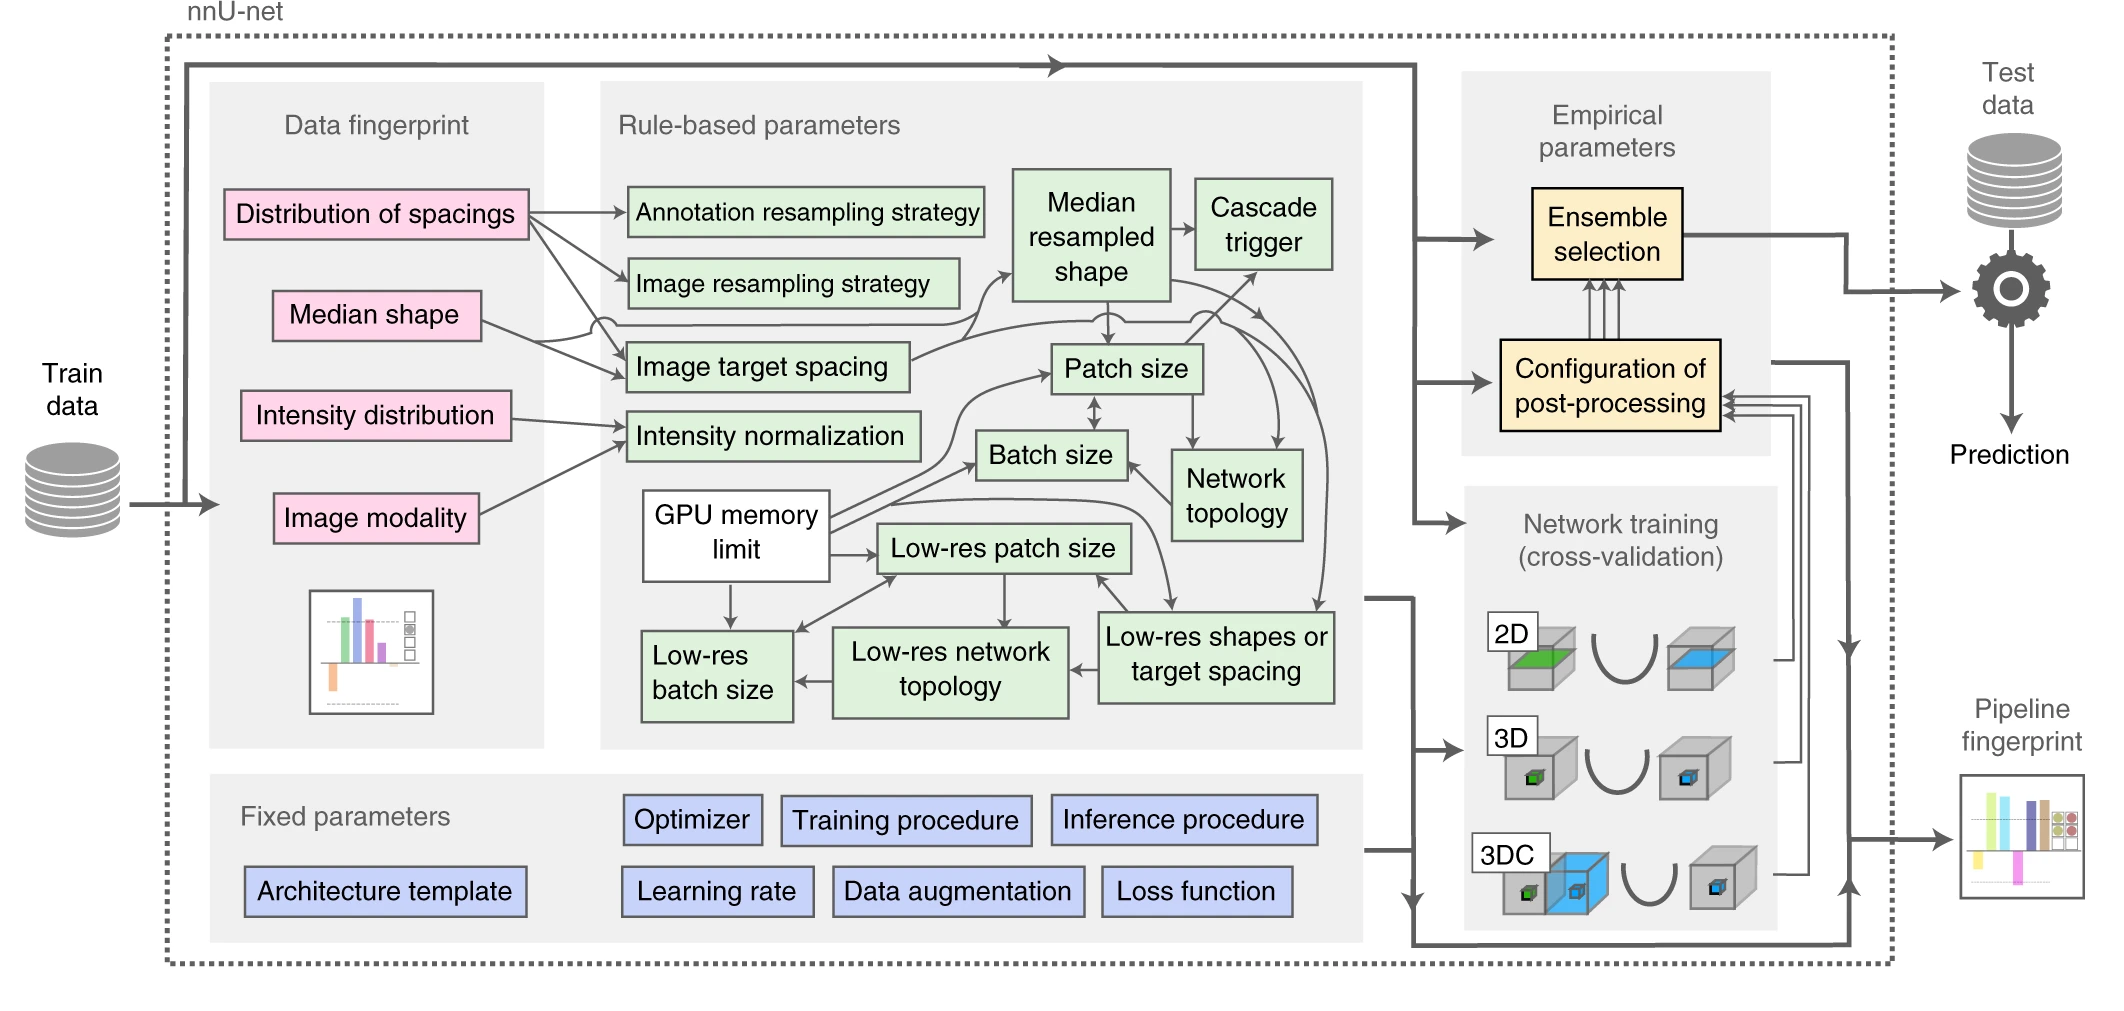 nnU-net
Data fingerprint
Distribution of spacings
Median shape
Intensity distribution
Image modality
Train
data
Rule-based parameters
Annotation resampling strategy
Image resampling strategy
Image target spacing
Intensity normalization
Median
resampled
shape
Cascade
trigger
Patch size
Batch size
Network
topology
GPU memory
limit
Low-res patch size
Low-res
batch size
Low-res network
topology
Low-res shapes or
target spacing
Fixed parameters
Optimizer
Training procedure
Inference procedure
Architecture template
Learning rate
Data augmentation
Loss function
Empirical
parameters
Ensemble
selection
Configuration of
post-processing
Network training
(cross-validation)
2D
3D
3DC
Test
data
Prediction
Pipeline
fingerprint